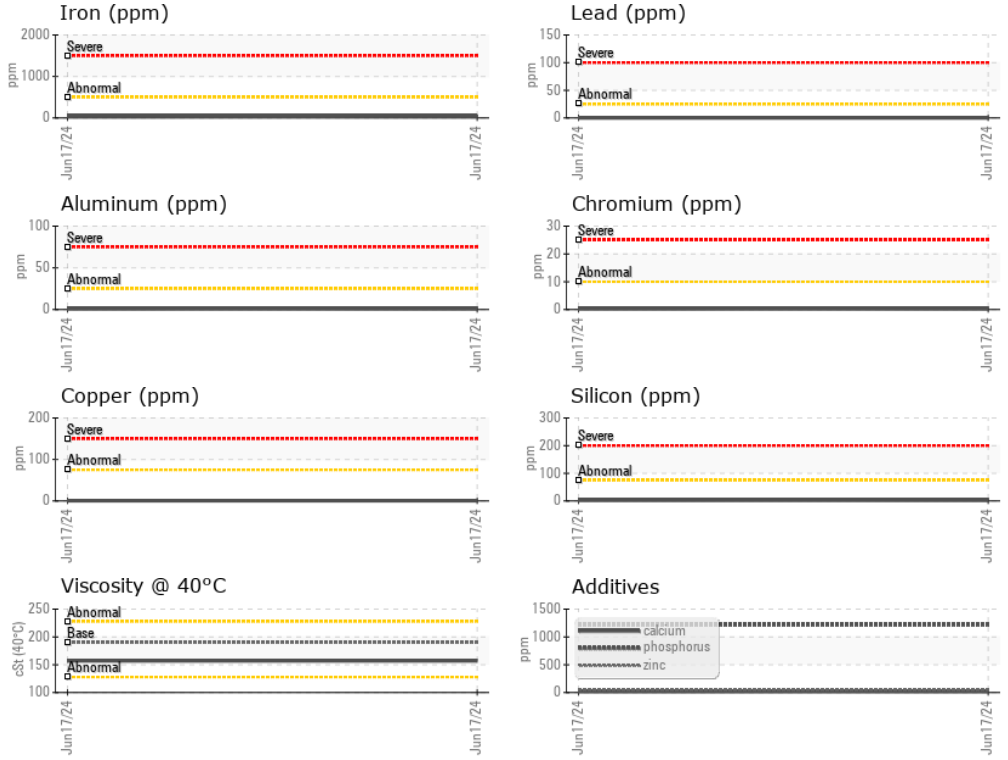 Iron (ppm)
2000
Severe
1000
Abnormal
0
ppm
Jun17/24
Jun17/24
Lead (ppm)
150
Severe
100
50
Abnormal
0
ppm
Jun17/24
Jun17/24
Aluminum (ppm)
100
Severe
50
Abnormal
0
ppm
Jun17/24
Jun17/24
Chromium (ppm)
30
Severe
20
Abnormal
10
0
ppm
Jun17/24
Jun17/24
Copper (ppm)
200
Severe
100
Abnormal
0
ppm
Jun17/24
Jun17/24
Silicon (ppm)
300
Severe
200
Abnormal
100
0
ppm
Jun17/24
Jun17/24
Viscosity @ 40°C
250
Abnormal
200
Base
150
Abnormal
100
cSt (40°C)
Jun17/24
Jun17/24
Additives
1500
calcium
1000
phosphorus
500
zinc
0
ppm
Jun17/24
Jun17/24